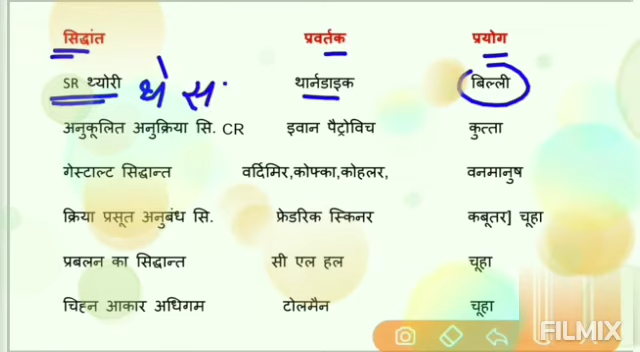 सिद्धांत प्रवर्तक प्रयोग
SR थ्योरी थे सं थार्नडाइक बिल्ली
अनुकूलित अनुक्रिया सि. CR इवान पैट्रोविच कुत्ता
गेस्टाल्ट सिद्धान्त वर्दिमिर,कोफ्का,कोहलर, वनमानुष
क्रिया प्रसूत अनुबंध सि. फ्रेडरिक स्किनर कबूतर] चूहा
प्रबलन का सिद्धान्त सी एल हल चूहा
चिह्न आकार अधिगम टोलमैन चूहा
FILMIX